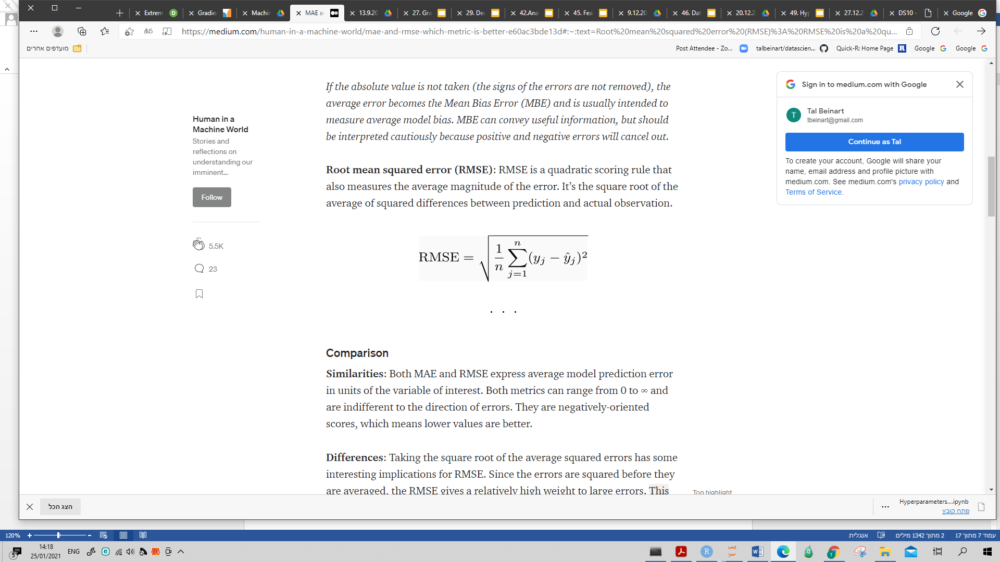 Extrem
Gradie
Machin
MAE a
13.9.20
27. Gra
29. Dec
42.Ana
45. Fea
9.12.20
46. Dat
20.12.2
49. Hyp
27.12.2
DS10 -
Google
https://medium.com/human-in-a-machine-world/mae-and-rmse-which-metric-is-better-e60ac3bde13d#:~:text=Root%20mean%20squared%20error%20(RMSE)%3A%20RMSE%20is%20a%20qu...
מועדפים אחרים
Post Attendee - Zo...
talbeinart/datascien...
Quick-R: Home Page
Google
Google
If the absolute value is not taken (the signs of the errors are not removed), the
average error becomes the Mean Bias Error (MBE) and is usually intended to
measure average model bias. MBE can convey useful information, but should
be interpreted cautiously because positive and negative errors will cancel out.
Human in a
Machine World
Stories and
reflections on
understanding our
imminent...
Follow
5.5K
23
Sign in to medium.com with Google
T
Tal Beinart
tbeinart@gmail.com
Continue as Tal
To create your account, Google will share your
name, email address and profile picture with
medium.com. See medium.com's privacy policy and
Terms of Service.
Root mean squared error (RMSE): RMSE is a quadratic scoring rule that
also measures the average magnitude of the error. It’s the square root of the
average of squared differences between prediction and actual observation.
RMSE = √(1/n ∑_{j=1}^{n} (y_j − ŷ_j)²)
. . .
Comparison
Similarities: Both MAE and RMSE express average model prediction error
in units of the variable of interest. Both metrics can range from 0 to ∞ and
are indifferent to the direction of errors. They are negatively-oriented
scores, which means lower values are better.
Differences: Taking the square root of the average squared errors has some
interesting implications for RMSE. Since the errors are squared before they
are averaged, the RMSE gives a relatively high weight to large errors. This
Top highlight
הצג הכל
Hyperparameters....ipynb
פתח קובץ
120%
אנגלית
2 מתוך 1342 מילים
עמוד 7 מתוך 17
5
14:18
25/01/2021
ENG